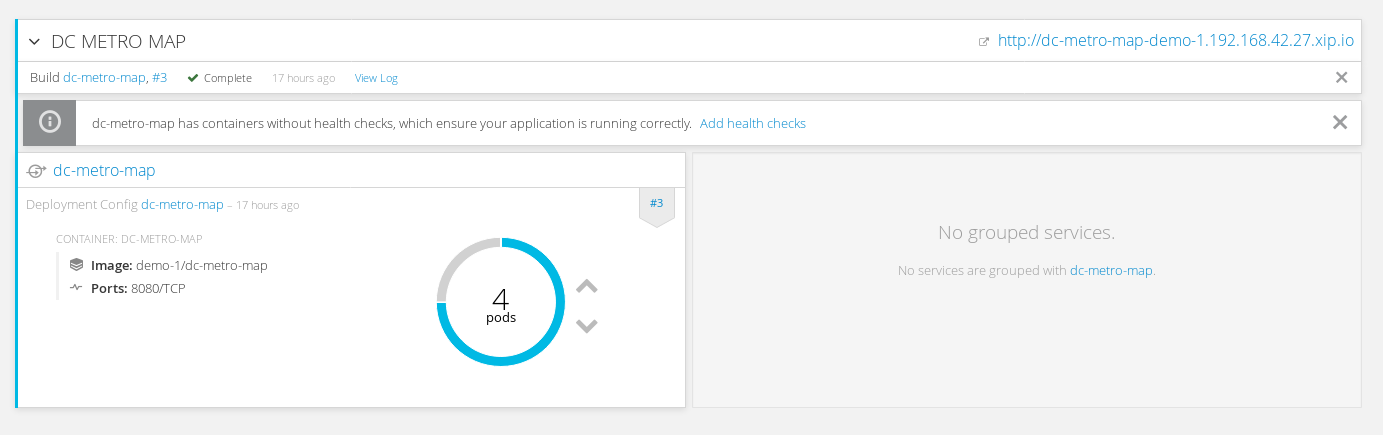 DC METRO MAP
http://dc-metro-map-demo-1.192.168.42.27.xip.io
Build dc-metro-map, #3 Complete 17 hours ago View Log
dc-metro-map has containers without health checks, which ensure your application is running correctly. Add health checks
dc-metro-map
Deployment Config dc-metro-map – 17 hours ago
#3
CONTAINER: DC-METRO-MAP
Image: demo-1/dc-metro-map
Ports: 8080/TCP
4
pods
No grouped services.
No services are grouped with dc-metro-map.